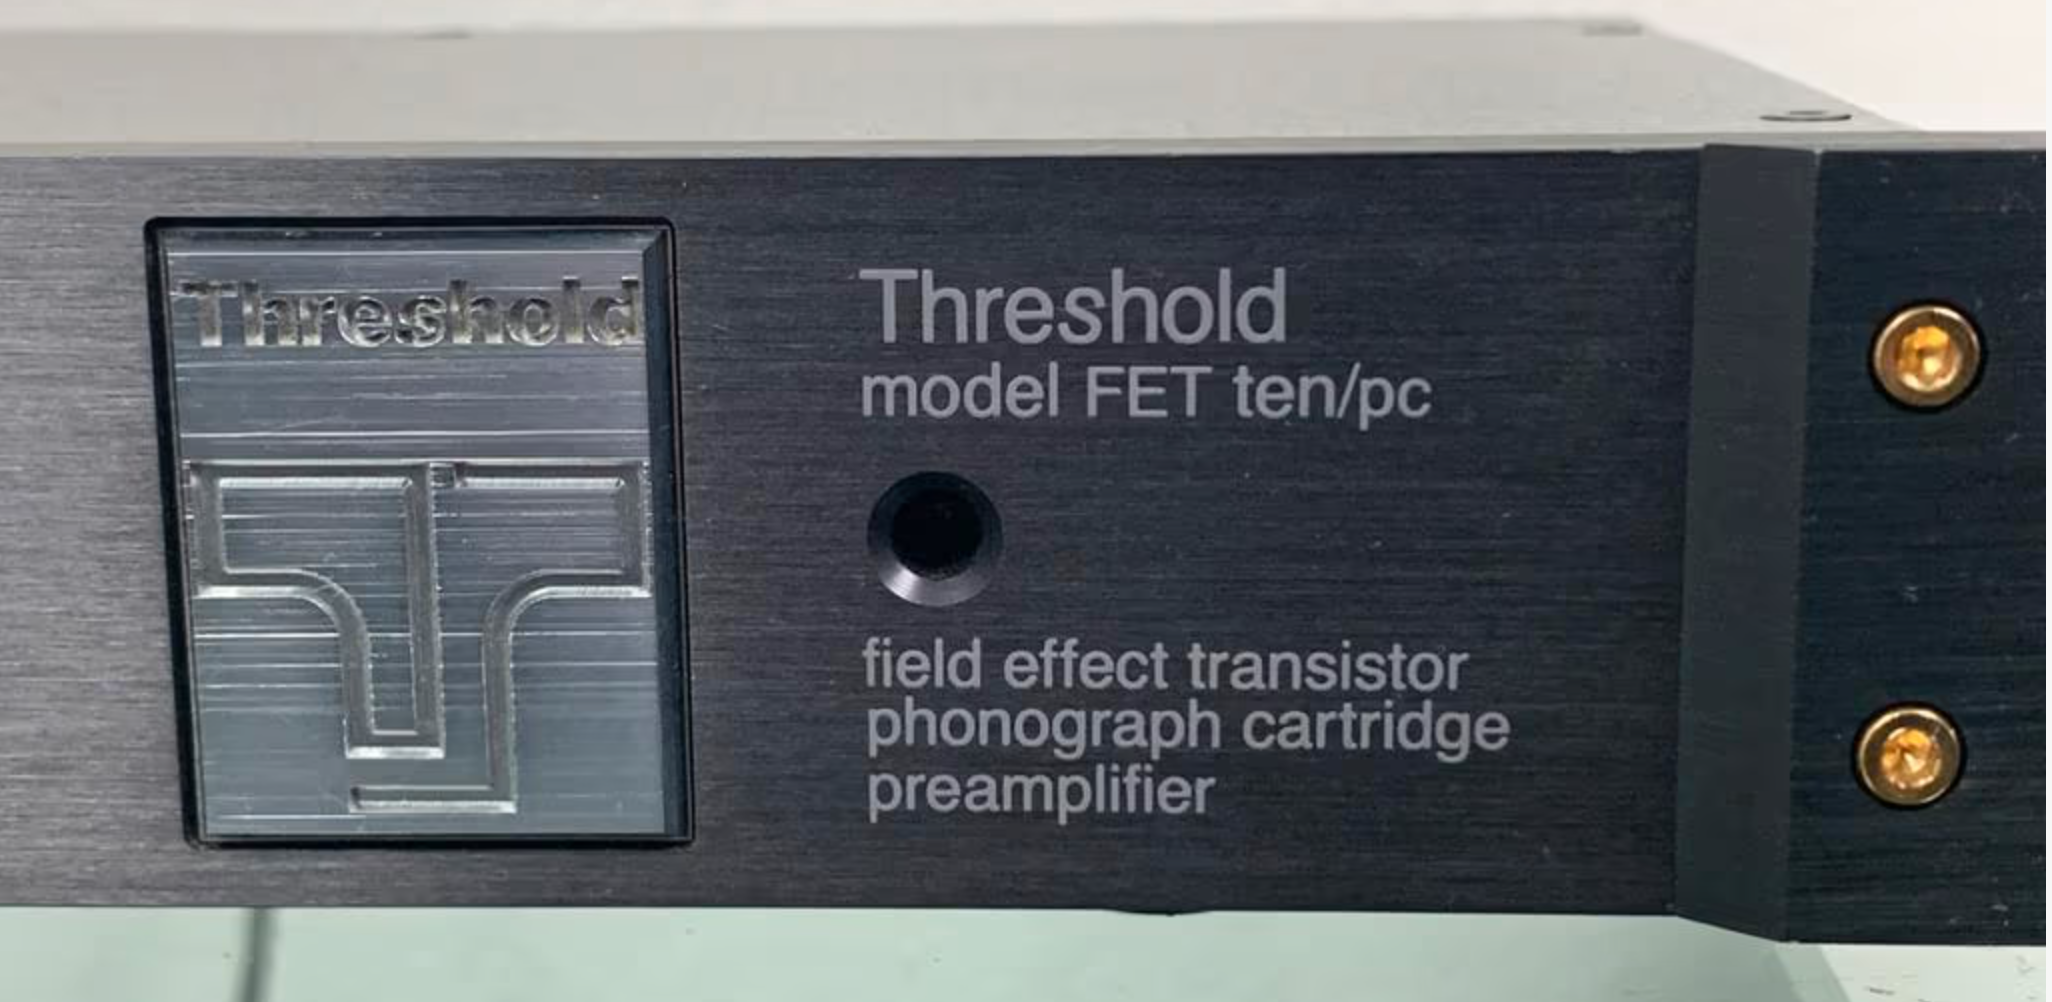 Threshold
Threshold
model FET ten/pc
field effect transistor
phonograph cartridge
preamplifier